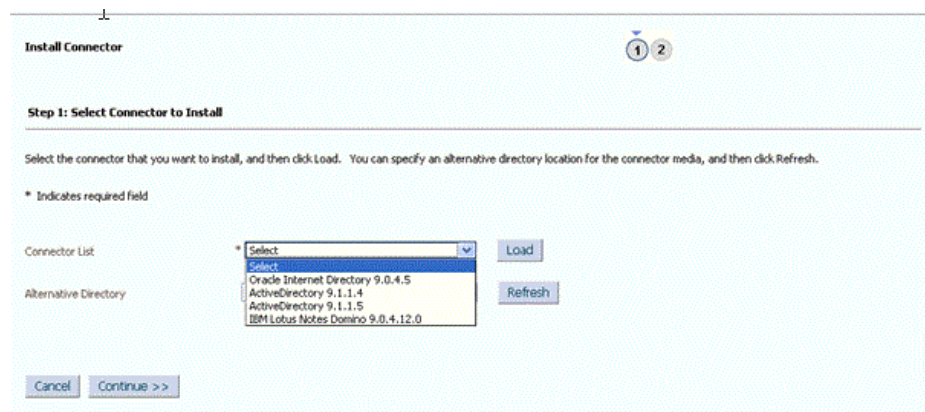 Install Connector
1 2
Step 1: Select Connector to Install
Select the connector that you want to install, and then click Load. You can specify an alternative directory location for the connector media, and then click Refresh.
* Indicates required field
Connector List * Select Load
Select
Oracle Internet Directory 9.0.4.5
ActiveDirectory 9.1.1.4
Alternative Directory Refresh
ActiveDirectory 9.1.1.5
IBM Lotus Notes Domino 9.0.4.12.0
Cancel Continue >>